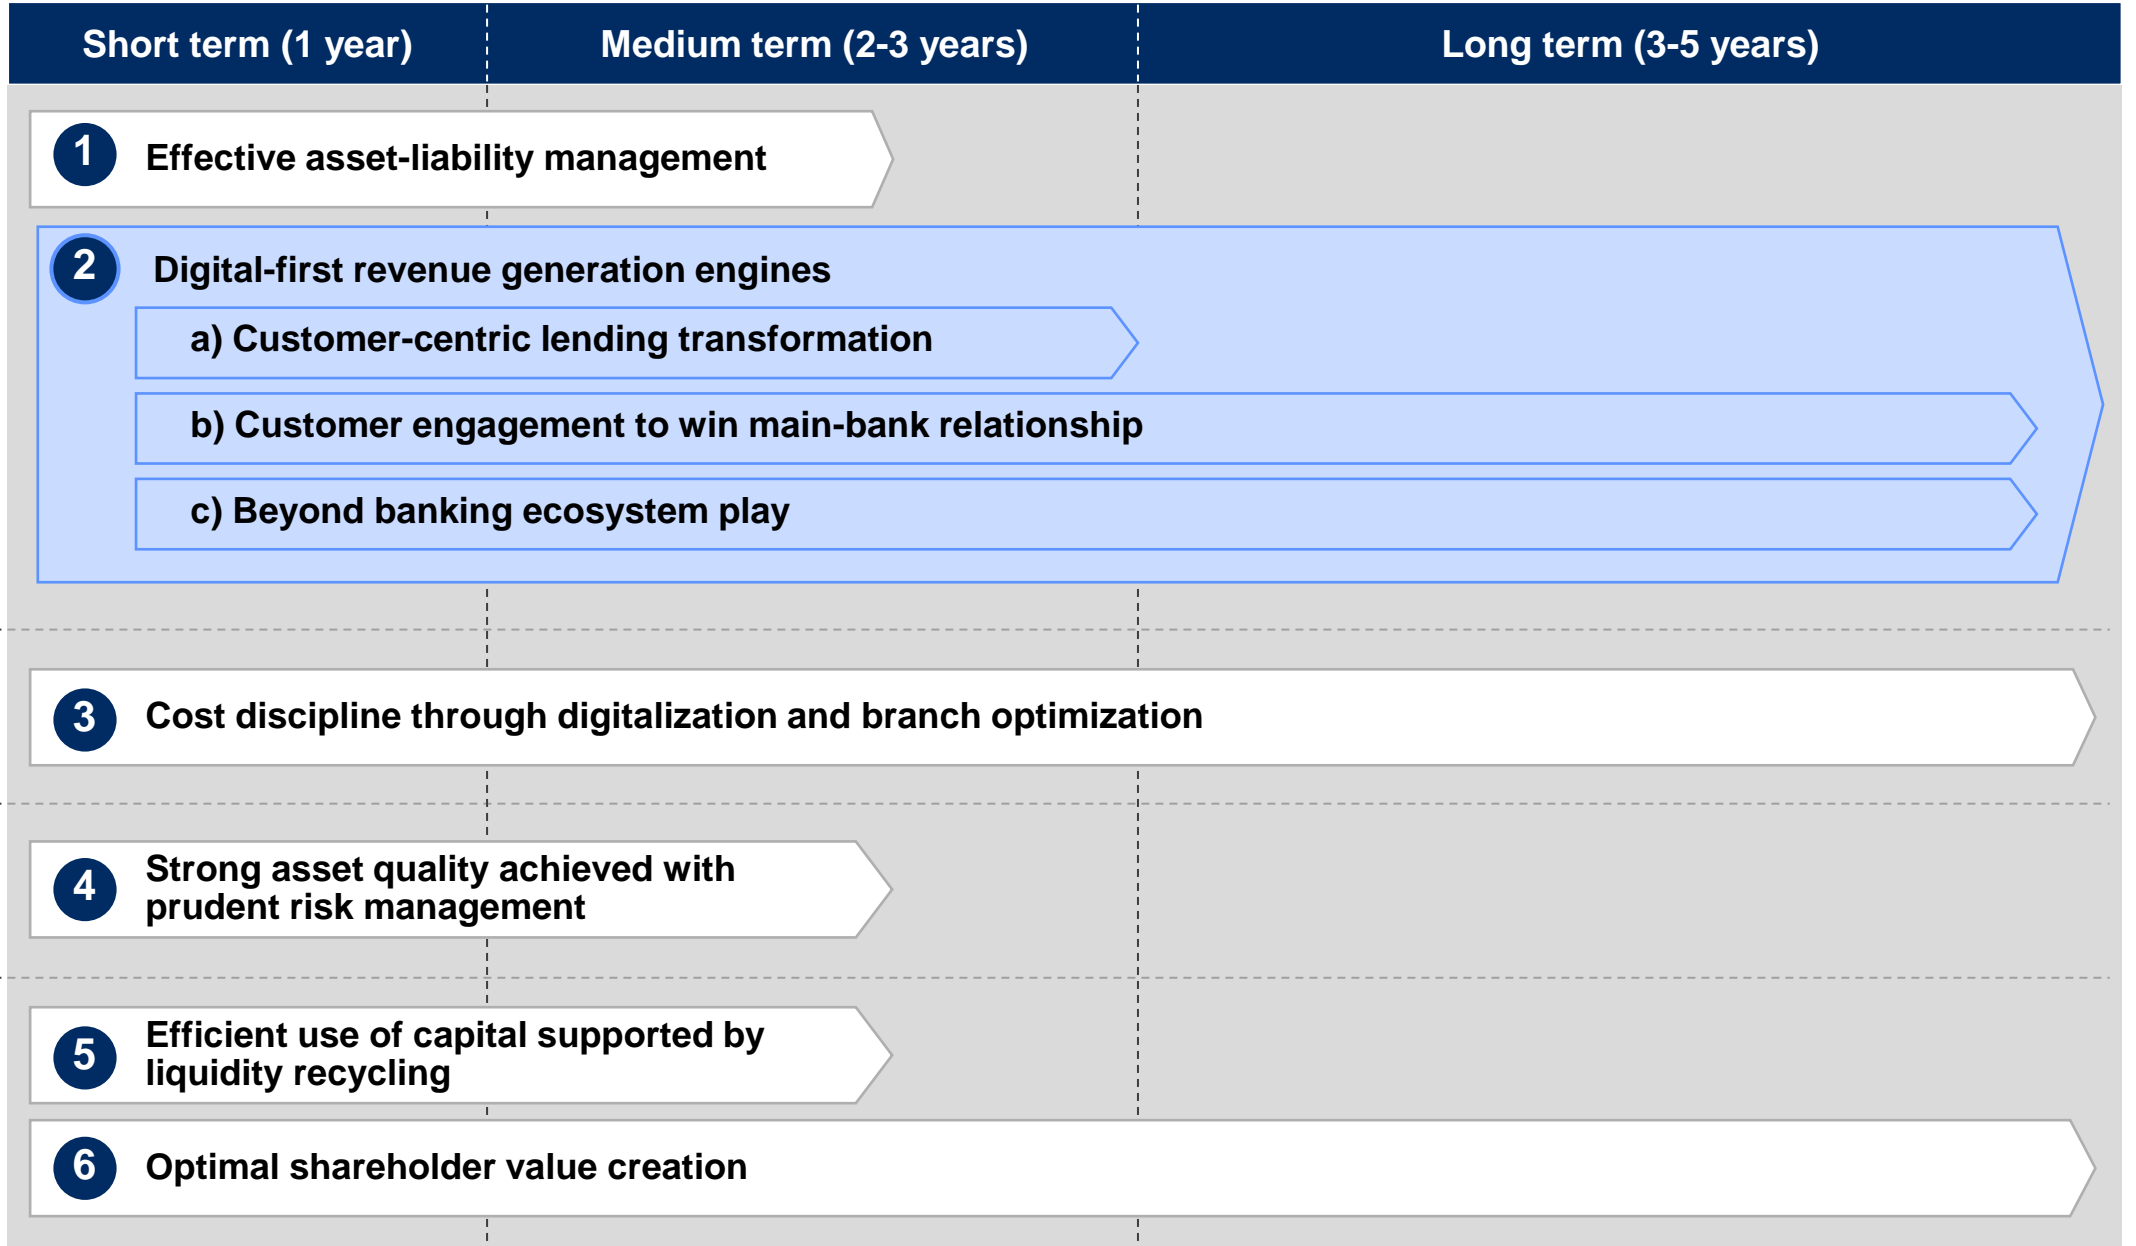 Short term (1 year)
Medium term (2-3 years)
Long term (3-5 years)
1
Effective asset-liability management
2
Digital-first revenue generation engines
a) Customer-centric lending transformation
b) Customer engagement to win main-bank relationship
c) Beyond banking ecosystem play
3
Cost discipline through digitalization and branch optimization
4
Strong asset quality achieved with
prudent risk management
5
Efficient use of capital supported by
liquidity recycling
6
Optimal shareholder value creation